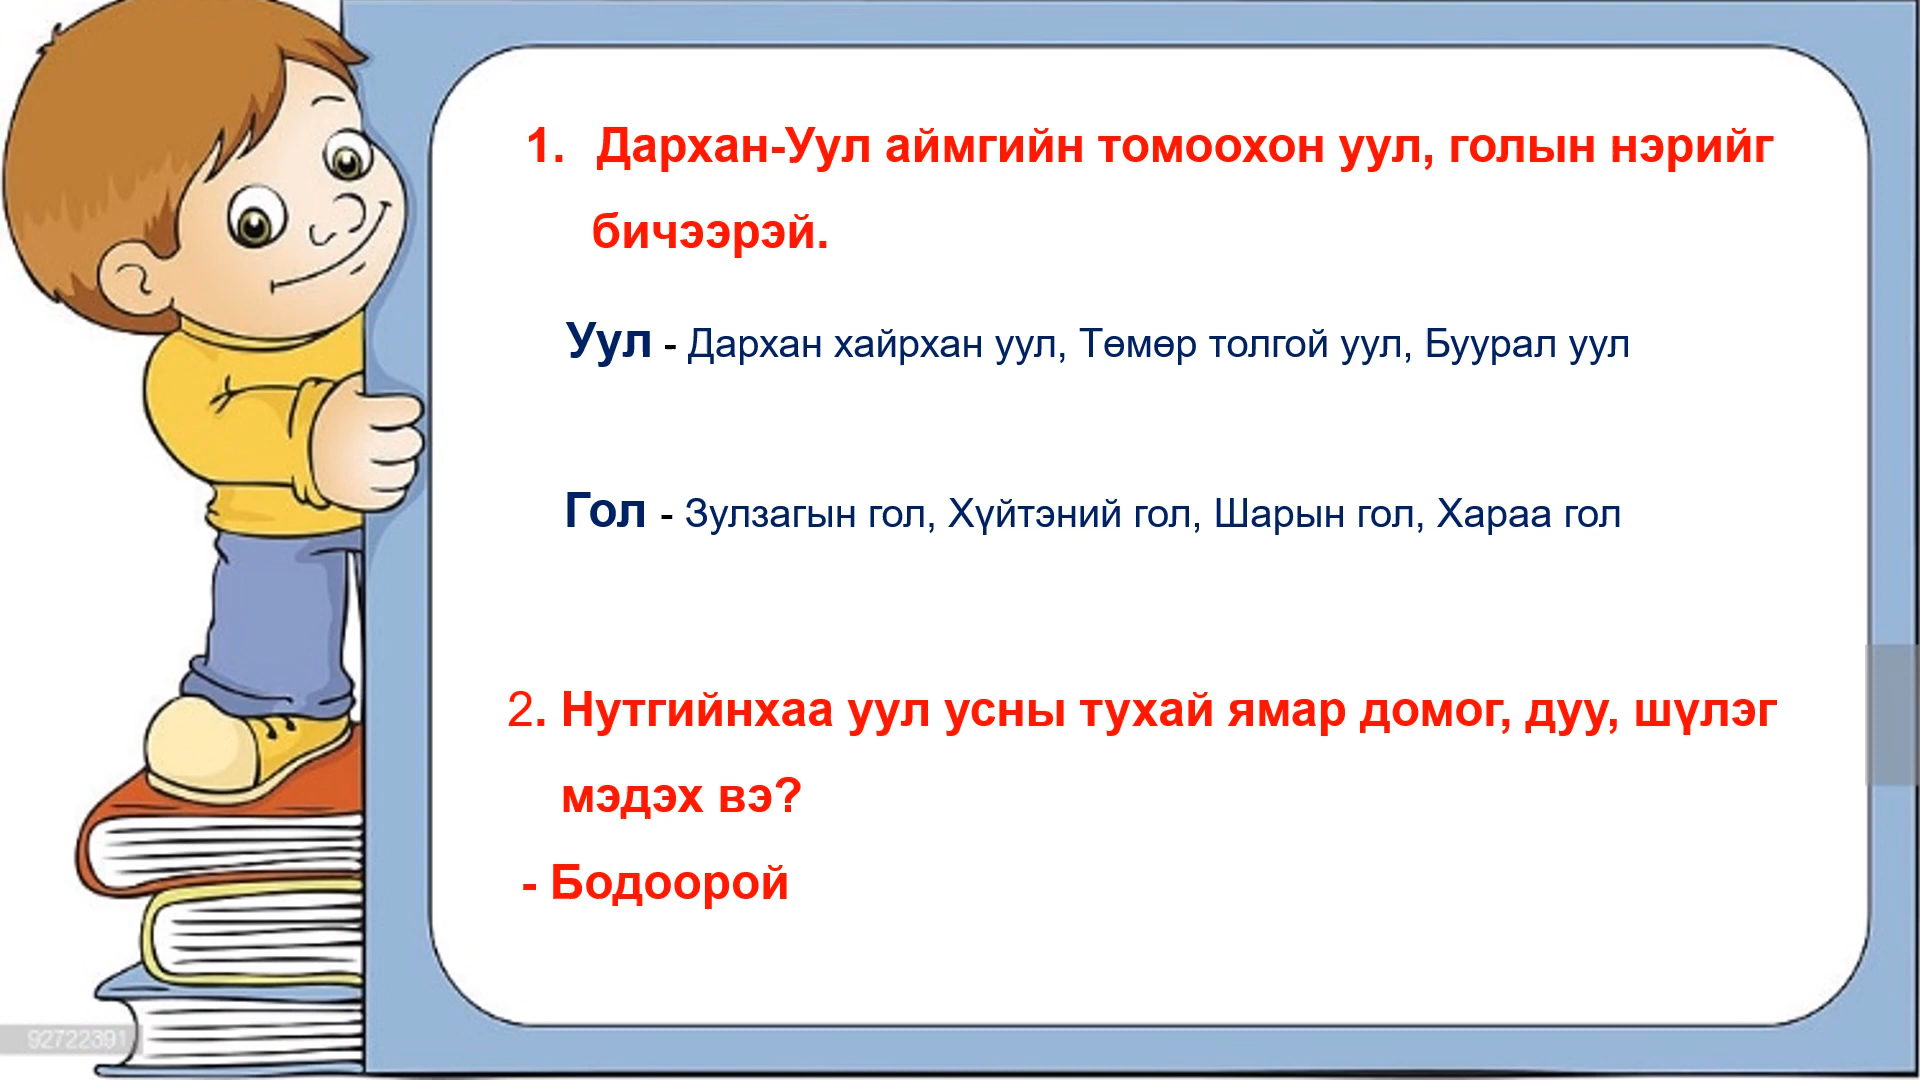 1. Дархан-Уул аймгийн томоохон уул, голын нэрийг
бичээрэй.
Уул - Дархан хайрхан уул, Төмөр толгой уул, Буурал уул
Гол - Зулзагын гол, Хүйтэний гол, Шарын гол, Хараа гол
2. Нутгийнхаа уул усны тухай ямар домог, дуу, шүлэг
мэдэх вэ?
- Бодоорой
92722391